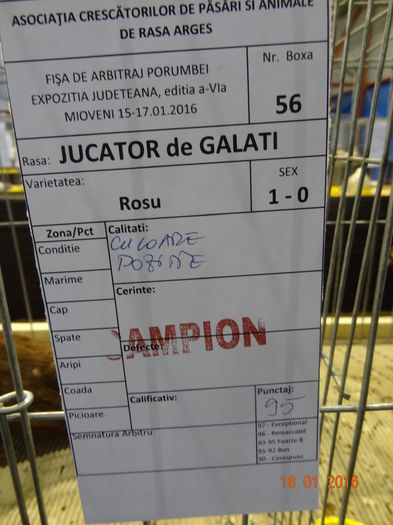 ASOCIAŢIA CRESCĂTORILOR DE PĂSĂRI SI ANIMALE
DE RASA ARGES
FIŞA DE ARBITRAJ PORUMBEI
EXPOZITIA JUDETEANA, editia a-VIa
MIOVENI 15-17.01.2016
Nr. Boxa
56
Rasa: JUCATOR de GALATI
Varietatea:
Rosu
SEX
1 - 0
Zona/Pct
Conditie
Marime
Cap
Spate
Aripi
Coada
Picioare
Calitati:
CULOARE
POZITIE
Cerinte:
CAMPION
Defecte:
Calificativ:
Punctaj:
95
97 - Exceptional
96 - Remarcabil
93-95 Foarte B
91-92 Bun
90 - Corespunz
Semnatura Arbitru:
16 01 2016